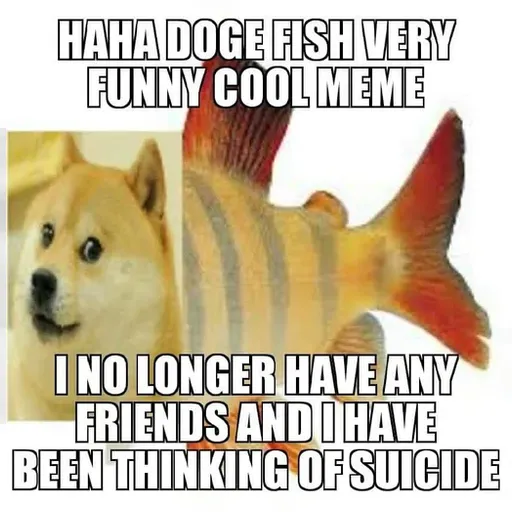 HAHA DOGE FISH VERY
FUNNY COOL MEME
I NO LONGER HAVE ANY
FRIENDS AND I HAVE
BEEN THINKING OF SUICIDE